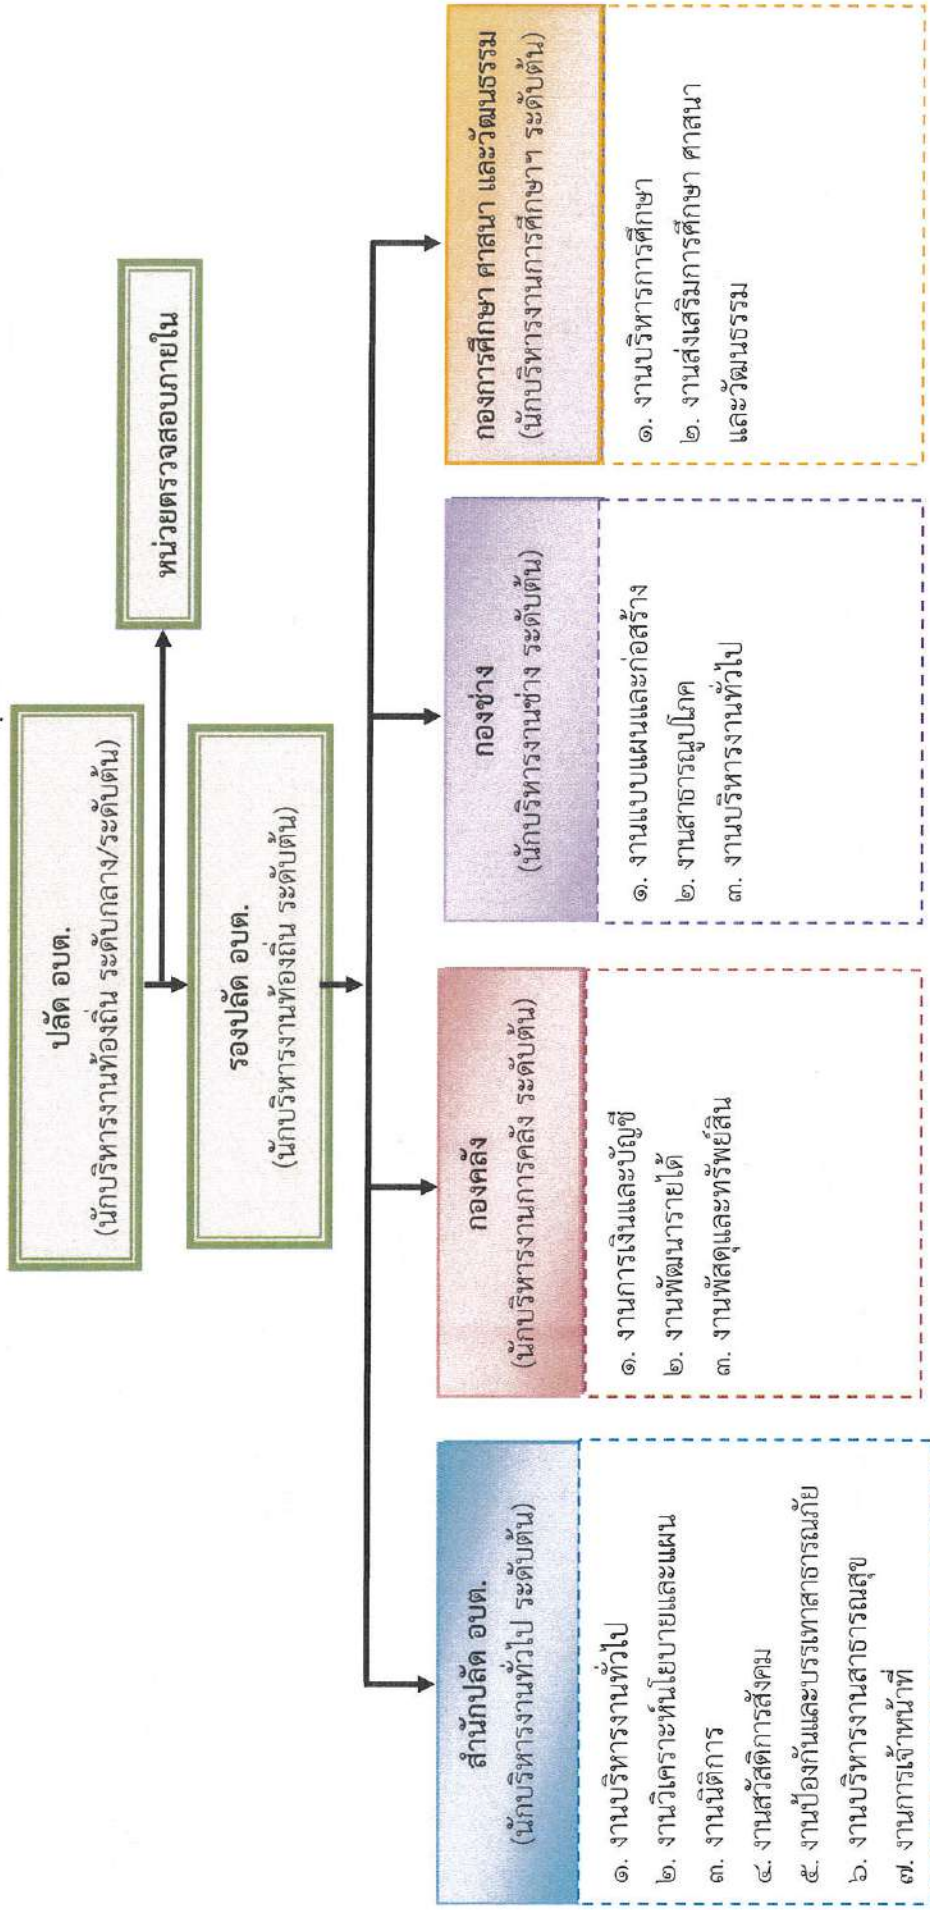 ปลัด อบต.
(นักบริหารงานท้องถิ่น ระดับกลาง/ระดับต้น)
หน่วยตรวจสอบภายใน
รองปลัด อบต.
(นักบริหารงานท้องถิ่น ระดับต้น)
สำนักปลัด อบต.
(นักบริหารงานทั่วไป ระดับต้น)
๑. งานบริหารงานทั่วไป
๒. งานวิเคราะห์นโยบายและแผน
๓. งานนิติการ
๔. งานสวัสดิการสังคม
๕. งานป้องกันและบรรเทาสาธารณภัย
๖. งานบริหารงานสาธารณสุข
๗. งานการเจ้าหน้าที่
กองคลัง
(นักบริหารงานการคลัง ระดับต้น)
๑. งานการเงินและบัญชี
๒. งานพัฒนารายได้
๓. งานพัสดุและทรัพย์สิน
กองช่าง
(นักบริหารงานช่าง ระดับต้น)
๑. งานแบบแผนและก่อสร้าง
๒. งานสาธารณูปโภค
๓. งานบริหารงานทั่วไป
กองการศึกษา ศาสนา และวัฒนธรรม
(นักบริหารงานการศึกษาฯ ระดับต้น)
๑. งานบริหารการศึกษา
๒. งานส่งเสริมการศึกษา ศาสนา
และวัฒนธรรม